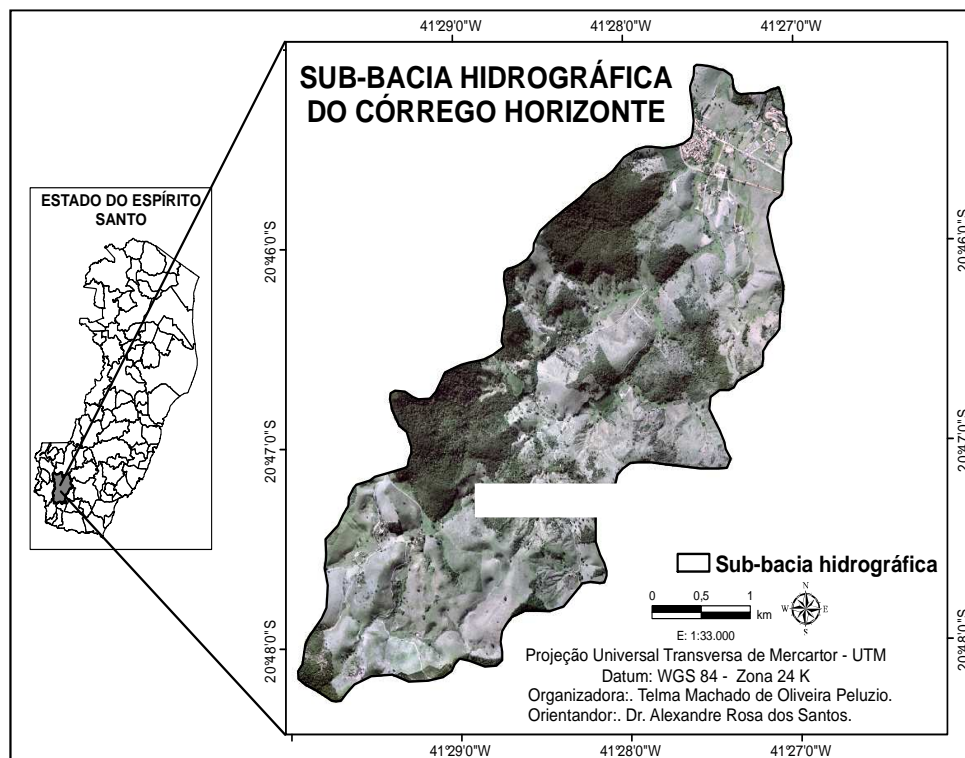 41°29'0"W 41°28'0"W 41°27'0"W
SUB-BACIA HIDROGRÁFICA
DO CÓRREGO HORIZONTE
ESTADO DO ESPÍRITO
SANTO
20°46'0"S 20°46'0"S
20°47'0"S 20°47'0"S
Sub-bacia hidrográfica
0 0,5 1
km
N
W E
S
E: 1:33.000
20°48'0"S 20°48'0"S
Projeção Universal Transversa de Mercartor - UTM
Datum: WGS 84 - Zona 24 K
Organizadora:. Telma Machado de Oliveira Peluzio.
Orientandor:. Dr. Alexandre Rosa dos Santos.
41°29'0"W 41°28'0"W 41°27'0"W